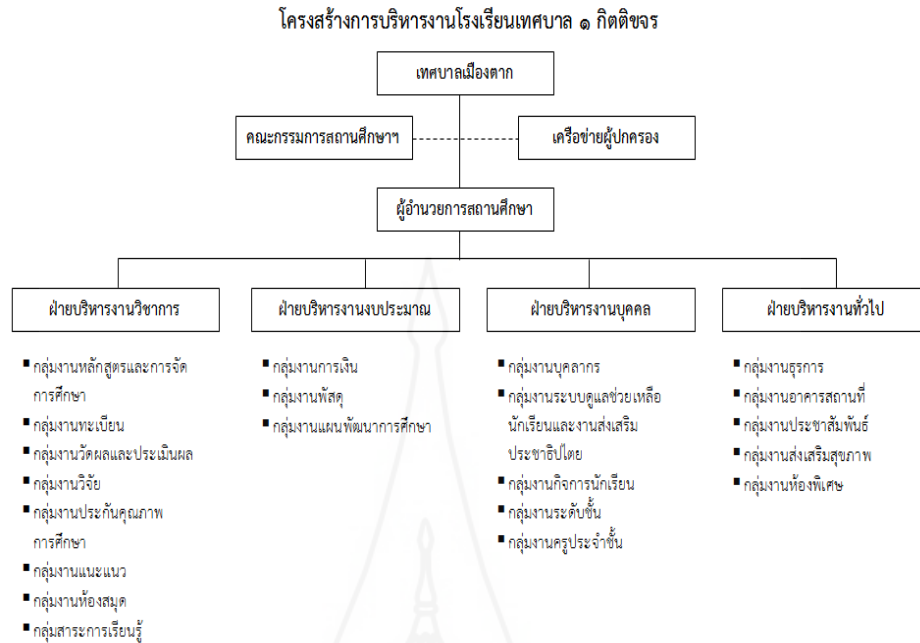 โครงสร้างการบริหารงานโรงเรียนเทศบาล ๑ กิตติขจร
เทศบาลเมืองตาก
คณะกรรมการสถานศึกษาฯ
เครือข่ายผู้ปกครอง
ผู้อำนวยการสถานศึกษา
ฝ่ายบริหารงานวิชาการ
▪ กลุ่มงานหลักสูตรและการจัด
การศึกษา
▪ กลุ่มงานทะเบียน
▪ กลุ่มงานวัดผลและประเมินผล
▪ กลุ่มงานวิจัย
▪ กลุ่มงานประกันคุณภาพ
การศึกษา
▪ กลุ่มงานแนะแนว
▪ กลุ่มงานห้องสมุด
▪ กลุ่มสาระการเรียนรู้
ฝ่ายบริหารงานงบประมาณ
▪ กลุ่มงานการเงิน
▪ กลุ่มงานพัสดุ
▪ กลุ่มงานแผนพัฒนาการศึกษา
ฝ่ายบริหารงานบุคคล
▪ กลุ่มงานบุคลากร
▪ กลุ่มงานระบบดูแลช่วยเหลือ
นักเรียนและงานส่งเสริม
ประชาธิปไตย
▪ กลุ่มงานกิจการนักเรียน
▪ กลุ่มงานระดับชั้น
▪ กลุ่มงานครูประจำชั้น
ฝ่ายบริหารงานทั่วไป
▪ กลุ่มงานธุรการ
▪ กลุ่มงานอาคารสถานที่
▪ กลุ่มงานประชาสัมพันธ์
▪ กลุ่มงานส่งเสริมสุขภาพ
▪ กลุ่มงานห้องพิเศษ